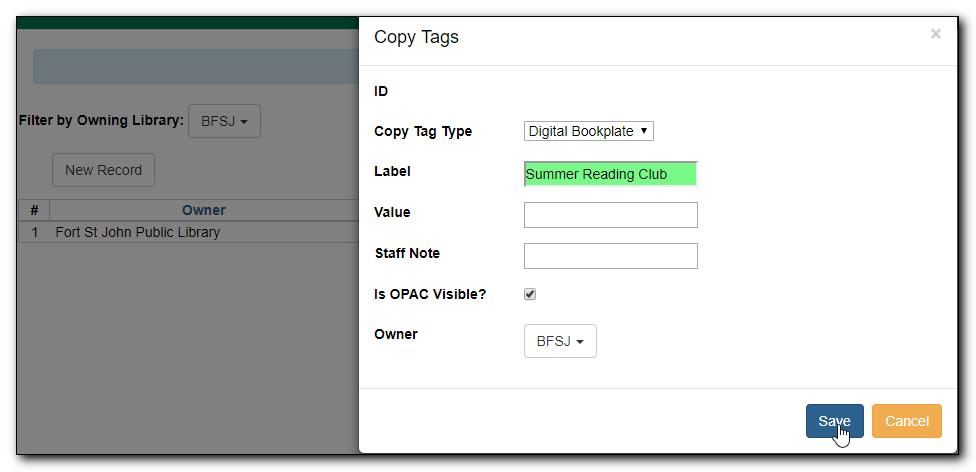 Copy Tags ×
ID
Filter by Owning Library: BFSJ
Copy Tag Type Digital Bookplate
New Record
Label Summer Reading Club
# Owner
Value
1 Fort St John Public Library
Staff Note
Is OPAC Visible?
Owner BFSJ
Save Cancel